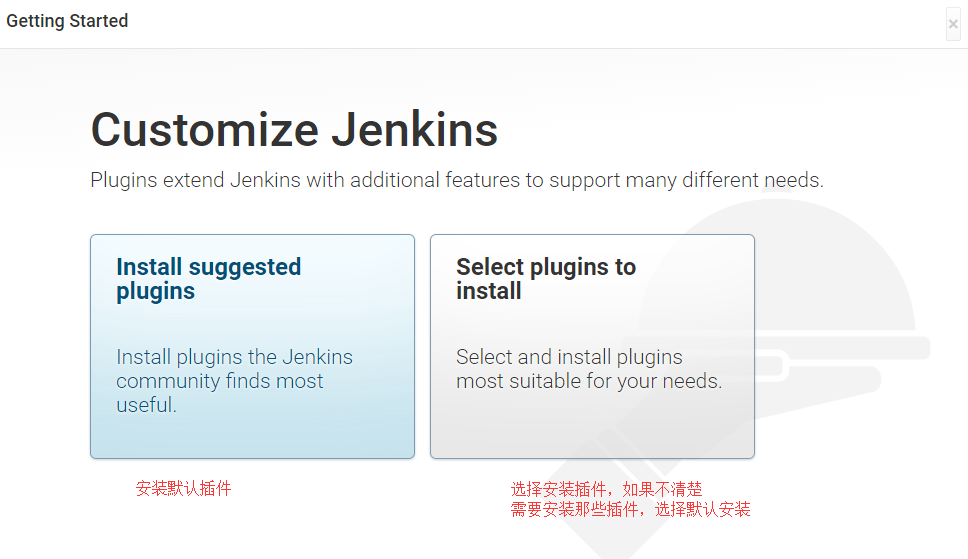 Getting Started
×
Customize Jenkins
Plugins extend Jenkins with additional features to support many different needs.
Install suggested
plugins
Install plugins the Jenkins
community finds most
useful.
Select plugins to
install
Select and install plugins
most suitable for your needs.
安装默认插件
选择安装插件，如果不清楚
需要安装那些插件，选择默认安装